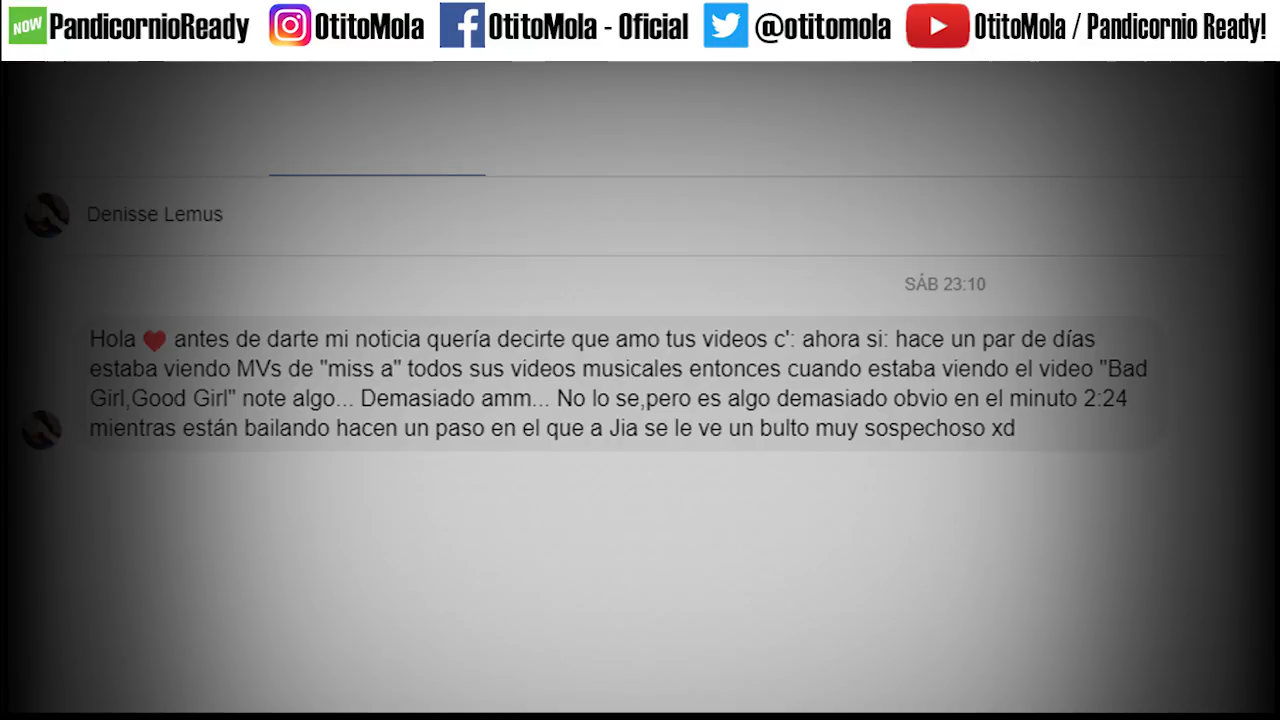 NOW PandicornioReady OtitoMola OtitoMola - Oficial @otitomola OtitoMola / Pandicornio Ready!
Denisse Lemus
SÁB 23:10
Hola ❤ antes de darte mi noticia quería decirte que amo tus videos c': ahora si: hace un par de días
estaba viendo MVs de "miss a" todos sus videos musicales entonces cuando estaba viendo el video "Bad
Girl,Good Girl" note algo... Demasiado amm... No lo se,pero es algo demasiado obvio en el minuto 2:24
mientras están bailando hacen un paso en el que a Jia se le ve un bulto muy sospechoso xd